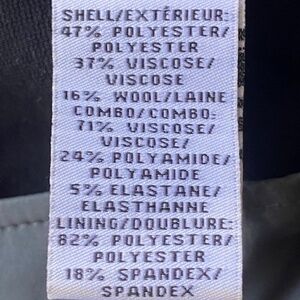 SHELL/EXTÉRIEUR:
47% POLYESTER/
POLYESTER
37% VISCOSE/
VISCOSE
16% WOOL/LAINE
COMBO/COMBO:
71% VISCOSE/
VISCOSE/
24% POLYAMIDE/
POLYAMIDE
5% ELASTANE/
ELASTHANNE
LINING/DOUBLURE:
82% POLYESTER/
POLYESTER
18% SPANDEX/
SPANDEX